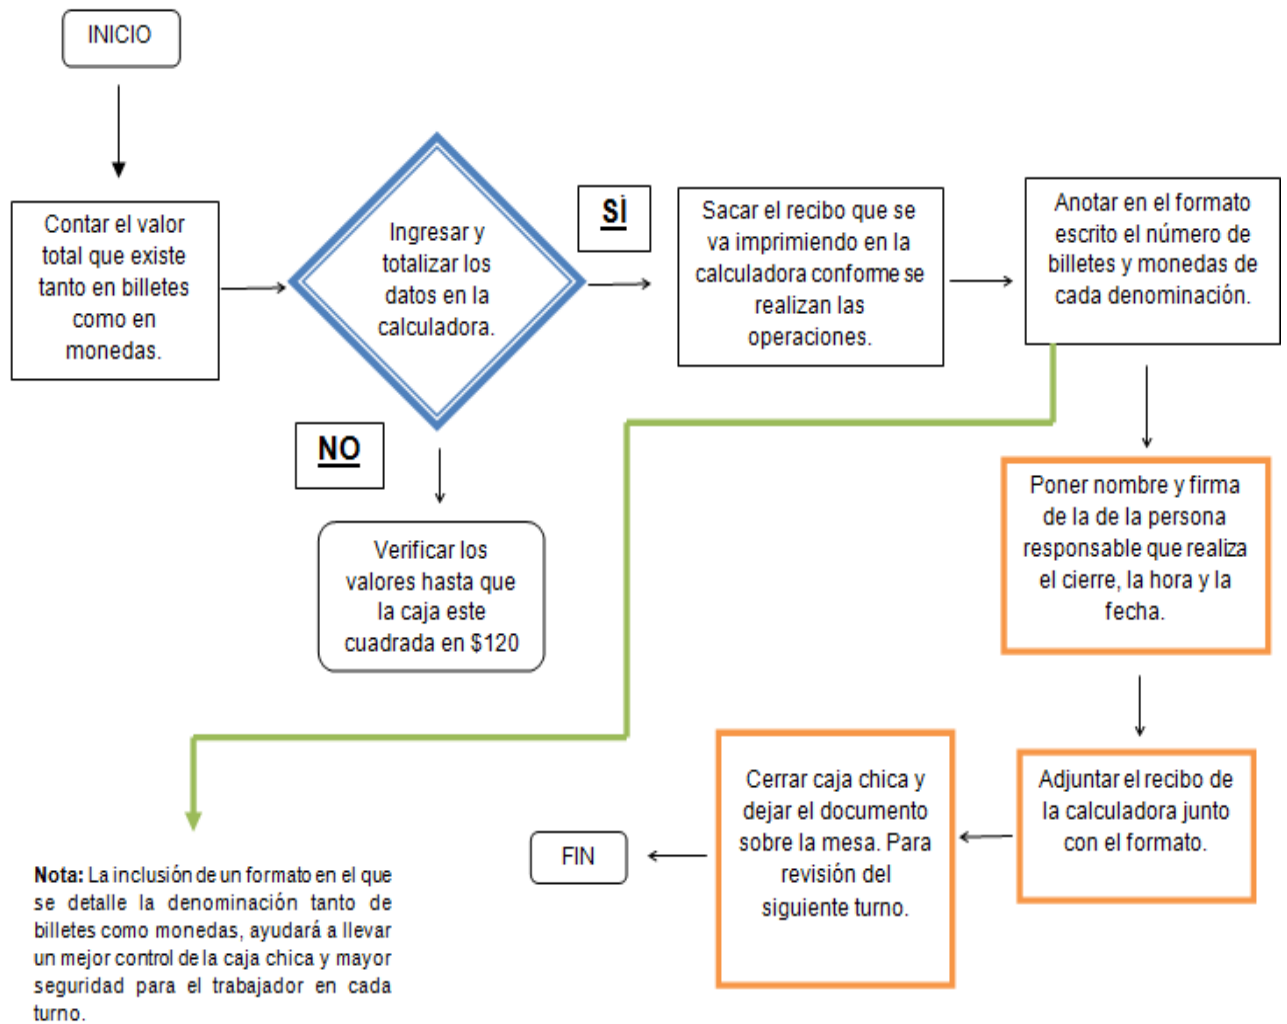 INICIO
Contar el valor
total que existe
tanto en billetes
como en
monedas.
Ingresar y
totalizar los
datos en la
calculadora.
SÍ
Sacar el recibo que se
va imprimiendo en la
calculadora conforme se
realizan las
operaciones.
Anotar en el formato
escrito el número de
billetes y monedas de
cada denominación.
NO
Verificar los
valores hasta que
la caja este
cuadrada en $120
Poner nombre y firma
de la de la persona
responsable que realiza
el cierre, la hora y la
fecha.
Adjuntar el recibo de
la calculadora junto
con el formato.
Cerrar caja chica y
dejar el documento
sobre la mesa. Para
revisión del
siguiente turno.
FIN
Nota: La inclusión de un formato en el que
se detalle la denominación tanto de
billetes como monedas, ayudará a llevar
un mejor control de la caja chica y mayor
seguridad para el trabajador en cada
turno.